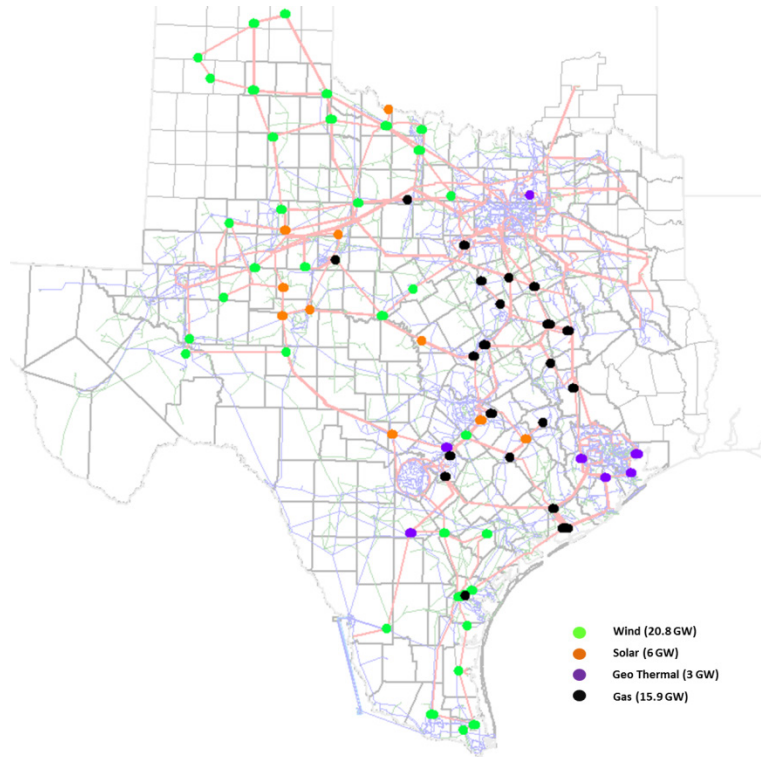 Wind (20.8 GW)
Solar (6 GW)
Geo Thermal (3 GW)
Gas (15.9 GW)